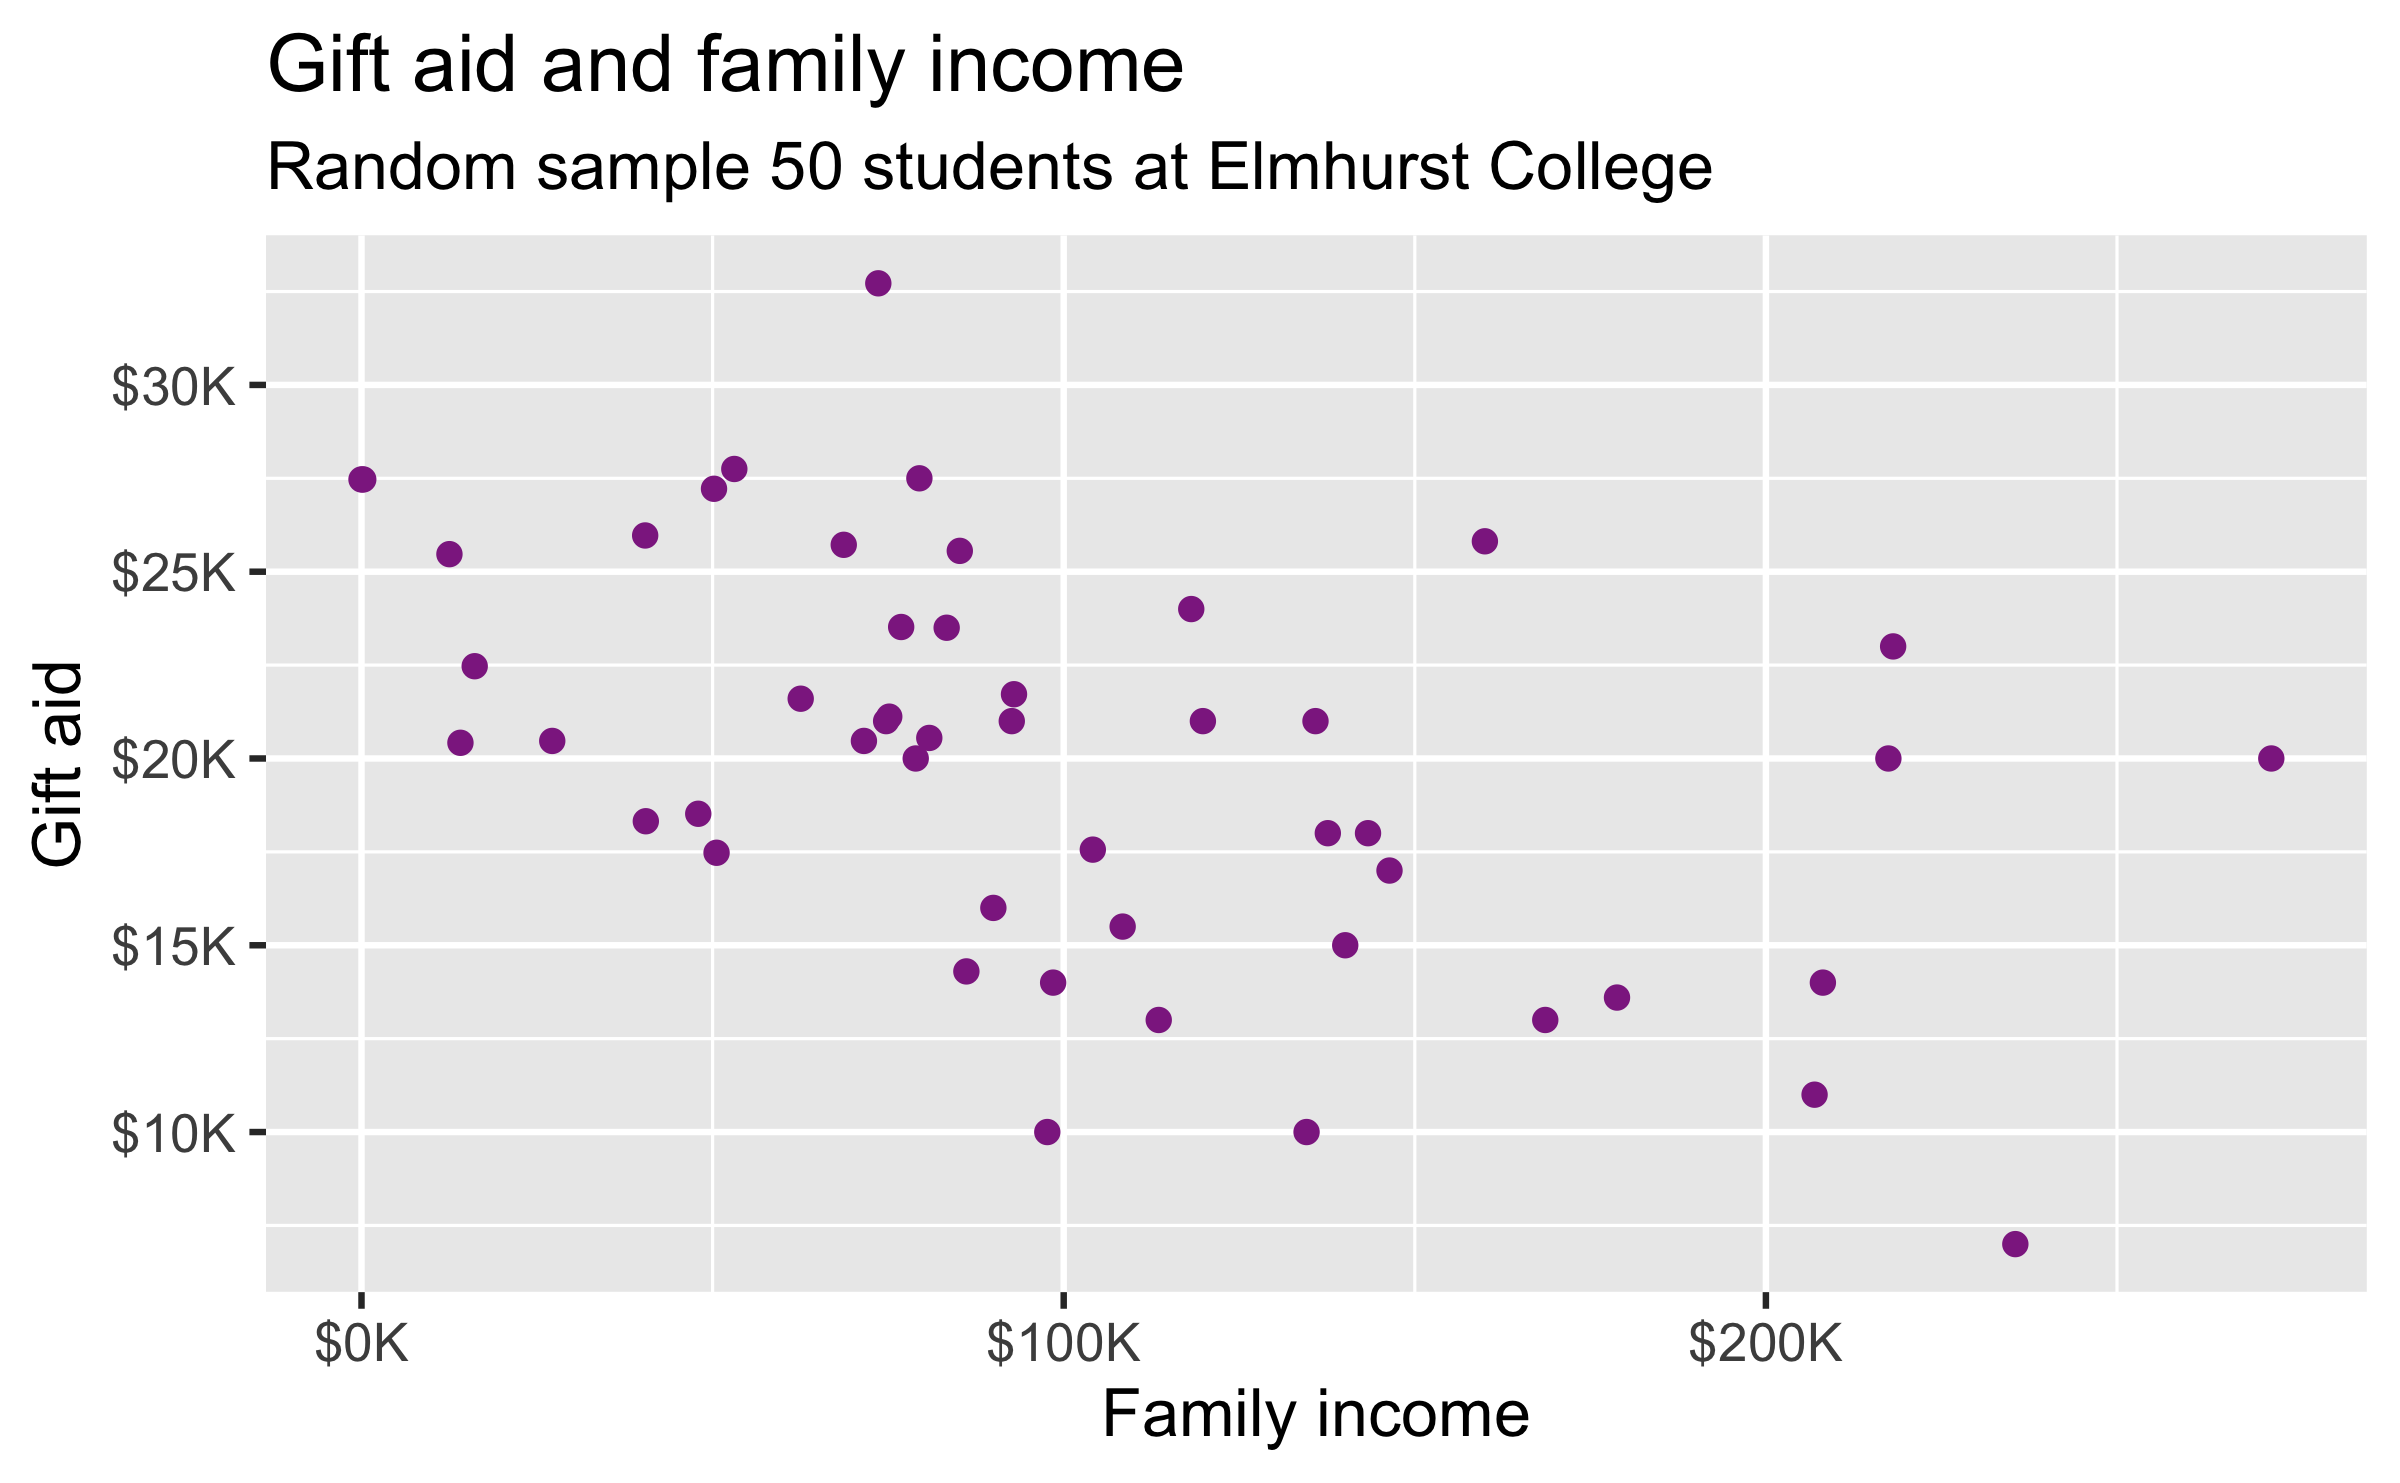 Gift aid and family income
Random sample 50 students at Elmhurst College
Gift aid
$30K
$25K
$20K
$15K
$10K
$0K
$100K
$200K
Family income